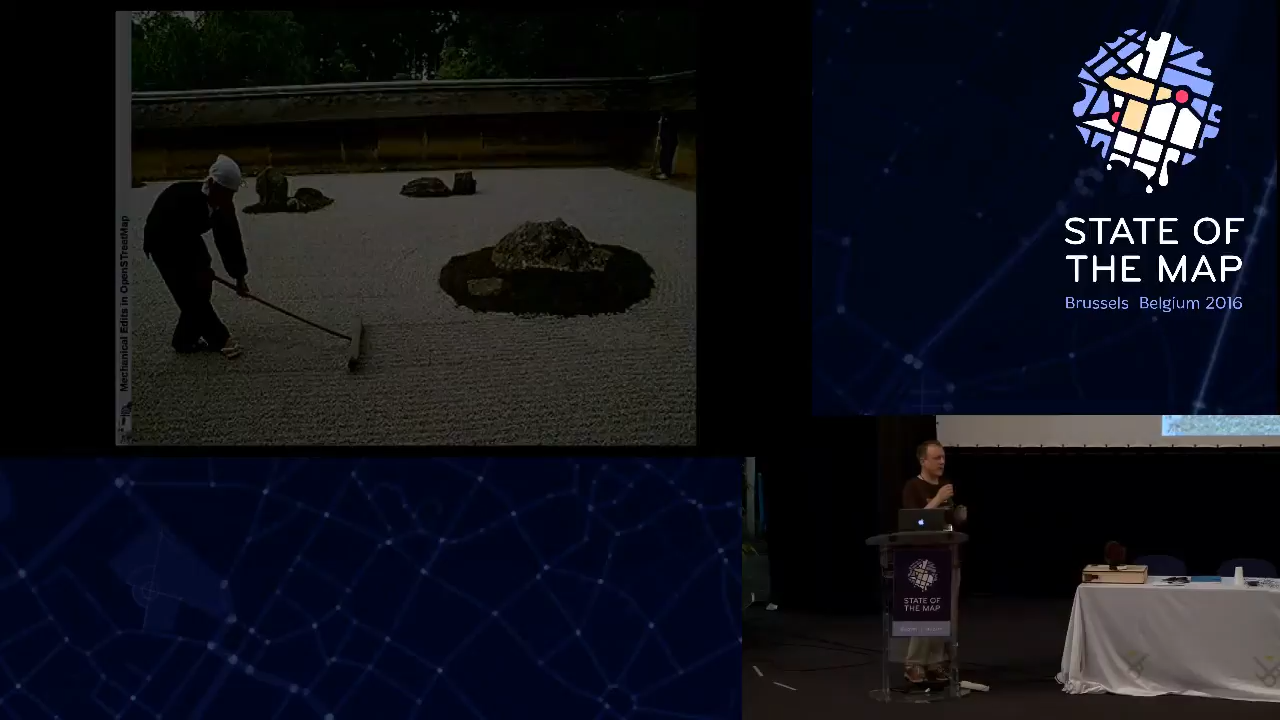 Mechanical Edits in OpenSTreetMap
STATE OF
THE MAP
Brussels Belgium 2016
STATE OF
THE MAP